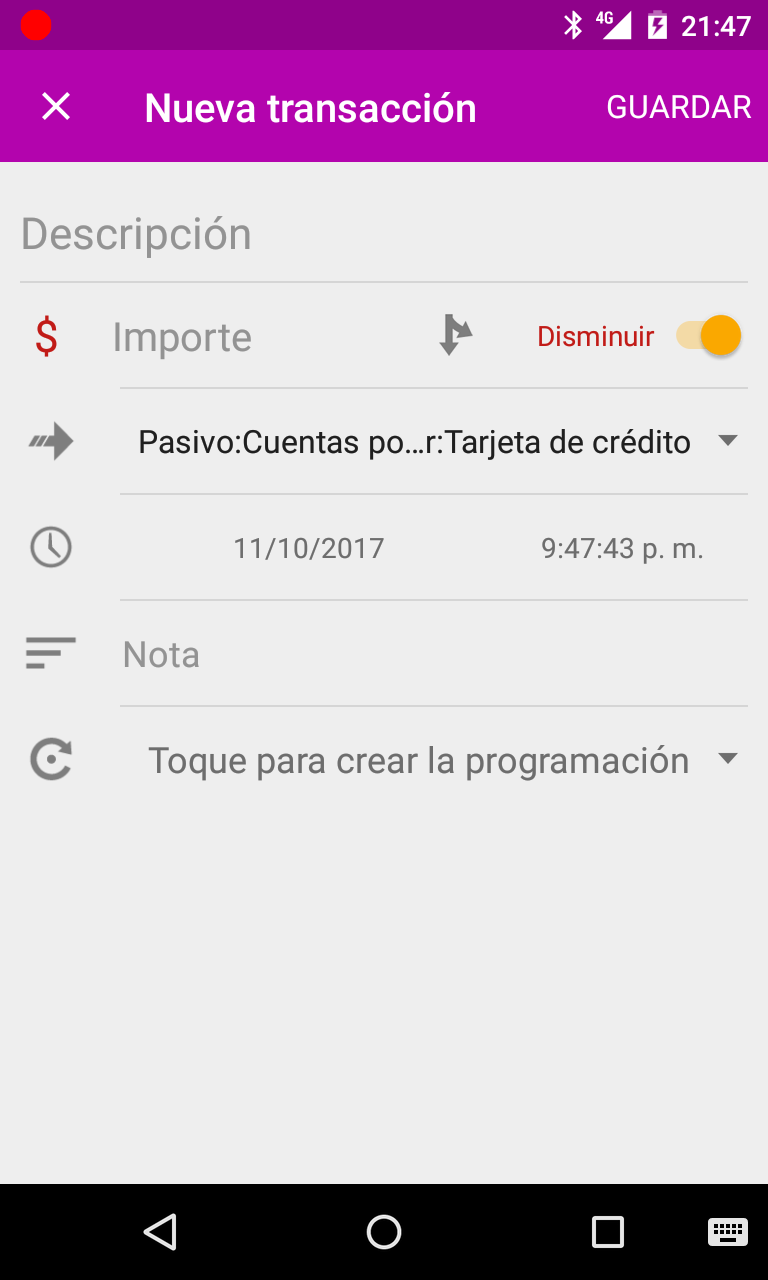 4G 21:47
Nueva transacción GUARDAR
Descripción
$ Importe Disminuir
Pasivo:Cuentas po…r:Tarjeta de crédito
11/10/2017 9:47:43 p. m.
Nota
Toque para crear la programación